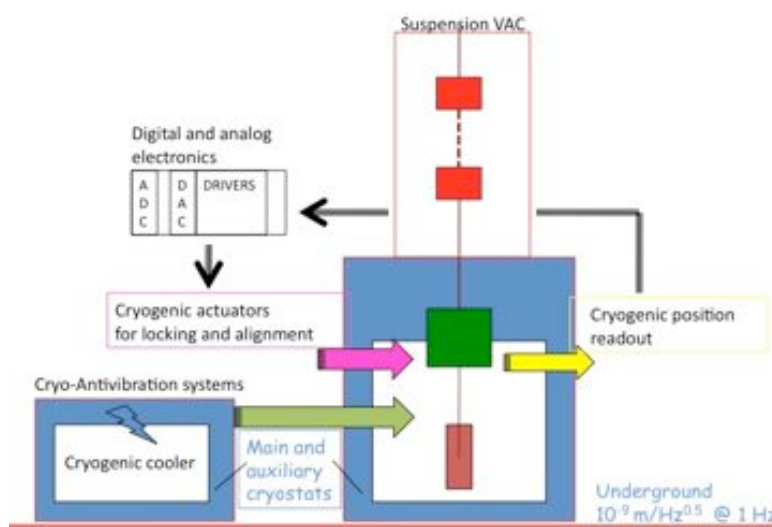 Suspension VAC
Digital and analog
electronics
A
D
C
D
A
C
DRIVERS
Cryogenic actuators
for locking and alignment
Cryogenic position
readout
Cryo-Antivibration systems
Cryogenic cooler
Main and
auxiliary
cryostats
Underground
10⁻⁹ m/Hz⁰·⁵ @ 1 Hz